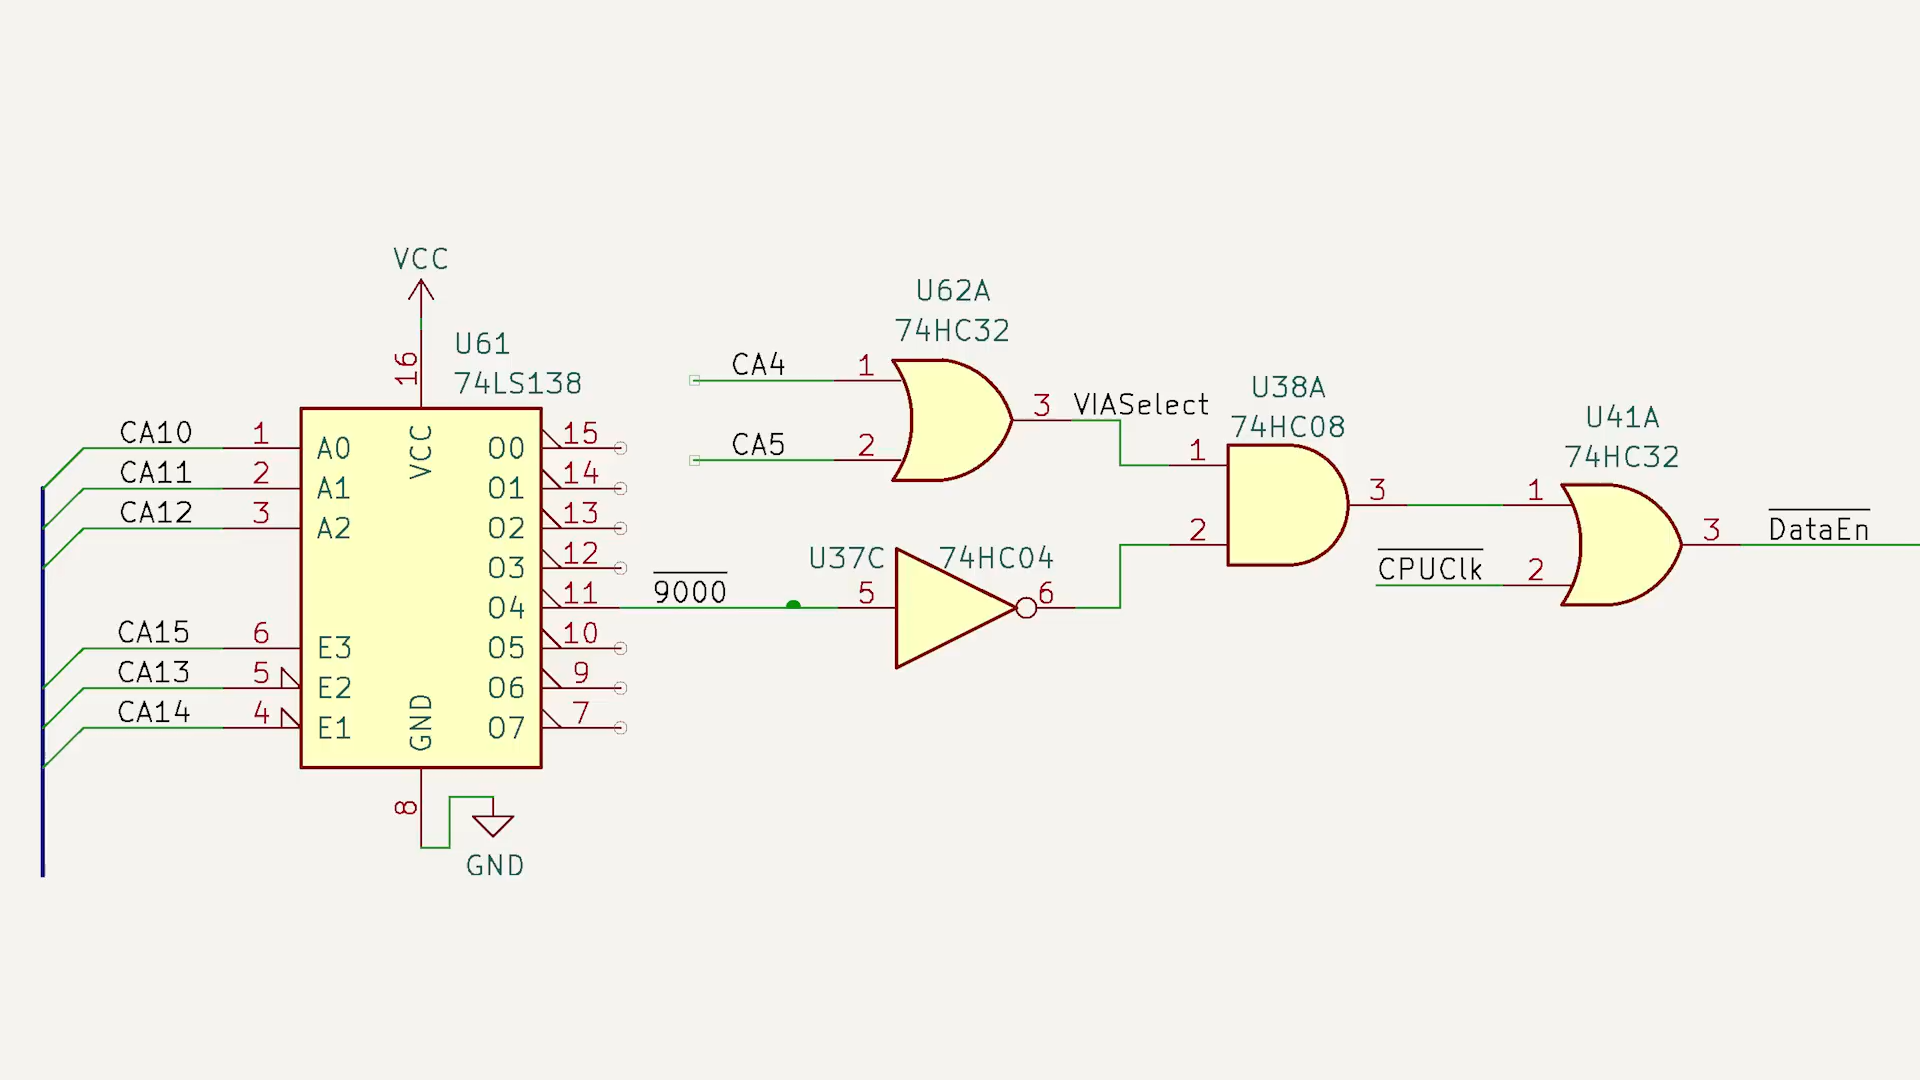 VCC
16
U61
74LS138
CA10 1 A0
CA11 2 A1
CA12 3 A2
CA15 6 E3
CA13 5 E2
CA14 4 E1
VCC
GND
O0 15
O1 14
O2 13
O3 12
O4 11
O5 10
O6 9
O7 7
8
GND
9000
U62A
74HC32
CA4 1
CA5 2
3 VIASelect
U37C 74HC04
5 6
U38A
74HC08
1
2
3
U41A
74HC32
1
CPUClk 2
3 DataEn